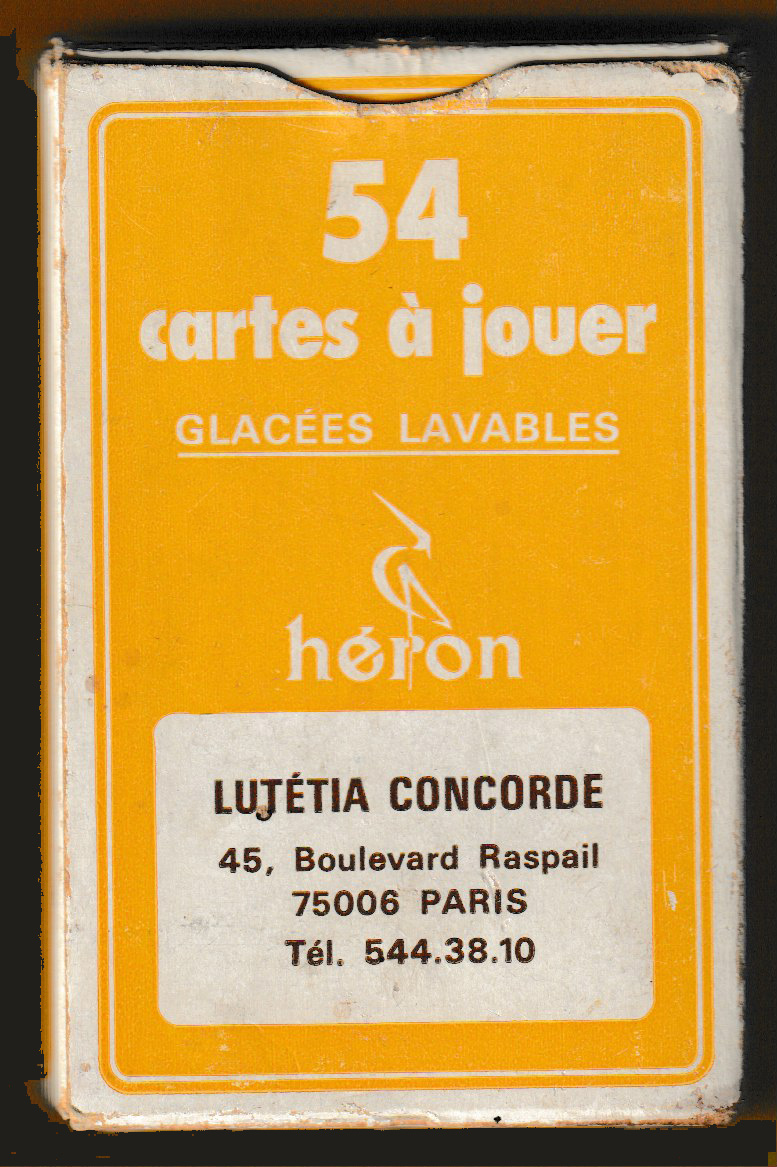 54
cartes à jouer
GLACÉES LAVABLES
héron
LUTÉTIA CONCORDE
45, Boulevard Raspail
75006 PARIS
Tél. 544.38.10